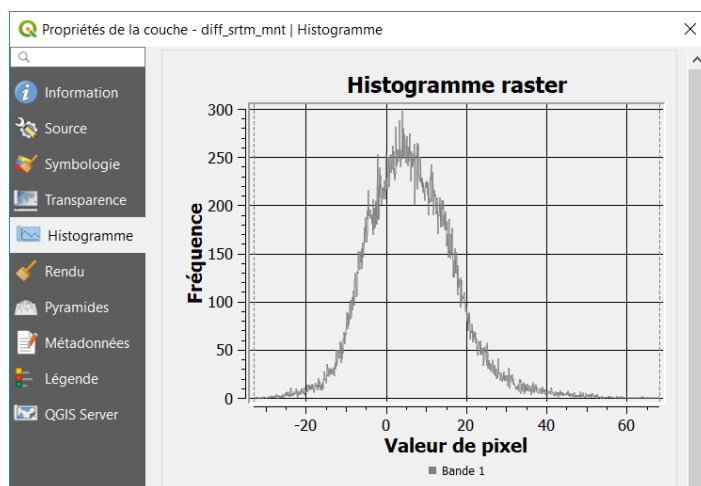 Propriétés de la couche - diff_srtm_mnt | Histogramme
Information
Source
Symbologie
Transparence
Histogramme
Rendu
Pyramides
Métadonnées
Légende
QGIS Server
Histogramme raster
Fréquence
300
250
200
150
100
50
0
-20 0 20 40 60
Valeur de pixel
Bande 1